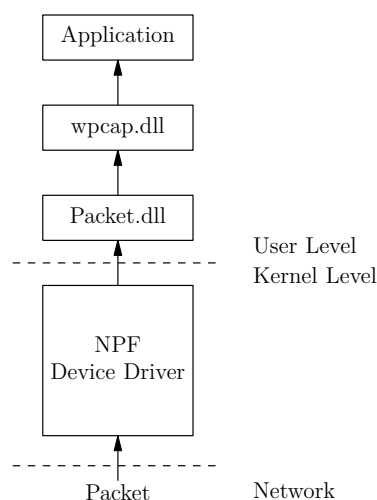 Application
wpcap.dll
Packet.dll
User Level
Kernel Level
NPF
Device Driver
Packet
Network